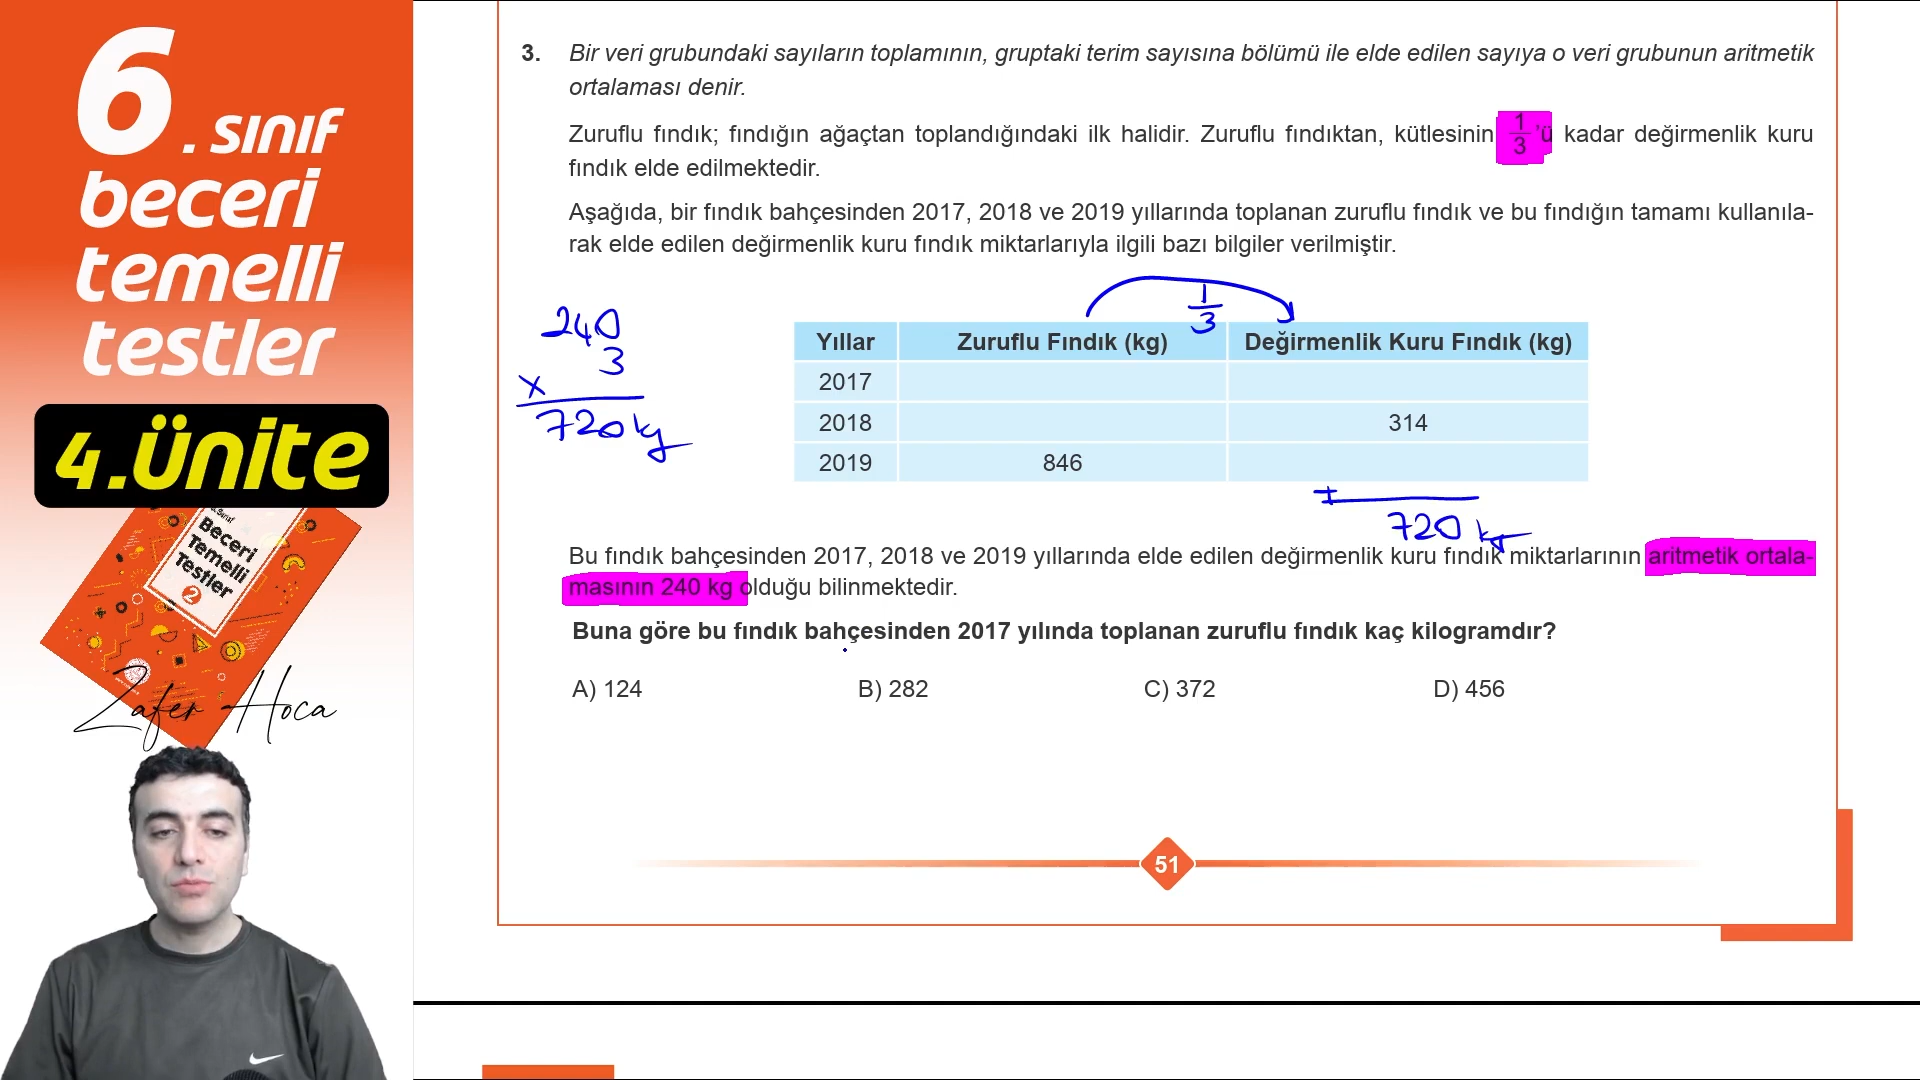 6. sınıf
beceri
temelli
testler
4.Ünite
Beceri
Temelli
Testler
2
Zafer Hoca
3. Bir veri grubundaki sayıların toplamının, gruptaki terim sayısına bölümü ile elde edilen sayıya o veri grubunun aritmetik
ortalaması denir.
Zuruflu fındık; fındığın ağaçtan toplandığındaki ilk halidir. Zuruflu fındıktan, kütlesinin 1/3 'ü kadar değirmenlik kuru
fındık elde edilmektedir.
Aşağıda, bir fındık bahçesinden 2017, 2018 ve 2019 yıllarında toplanan zuruflu fındık ve bu fındığın tamamı kullanıla-
rak elde edilen değirmenlik kuru fındık miktarlarıyla ilgili bazı bilgiler verilmiştir.
240
3
x
720 kg
1/3
Yıllar Zuruflu Fındık (kg) Değirmenlik Kuru Fındık (kg)
2017
2018 314
2019 846
+
720 kg
Bu fındık bahçesinden 2017, 2018 ve 2019 yıllarında elde edilen değirmenlik kuru fındık miktarlarının aritmetik ortala-
masının 240 kg olduğu bilinmektedir.
Buna göre bu fındık bahçesinden 2017 yılında toplanan zuruflu fındık kaç kilogramdır?
A) 124 B) 282 C) 372 D) 456
51